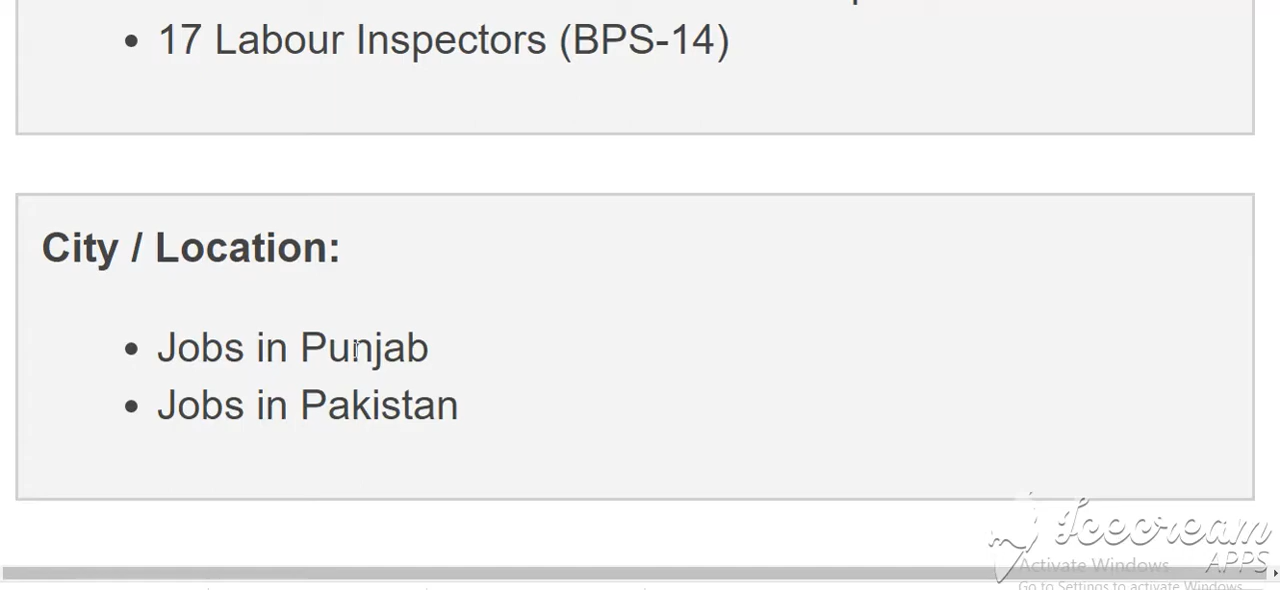 17 Labour Inspectors (BPS-14)
City / Location:
Jobs in Punjab
Jobs in Pakistan
Icecream
APPS
Activate Windows
Go to Settings to activate Windows.